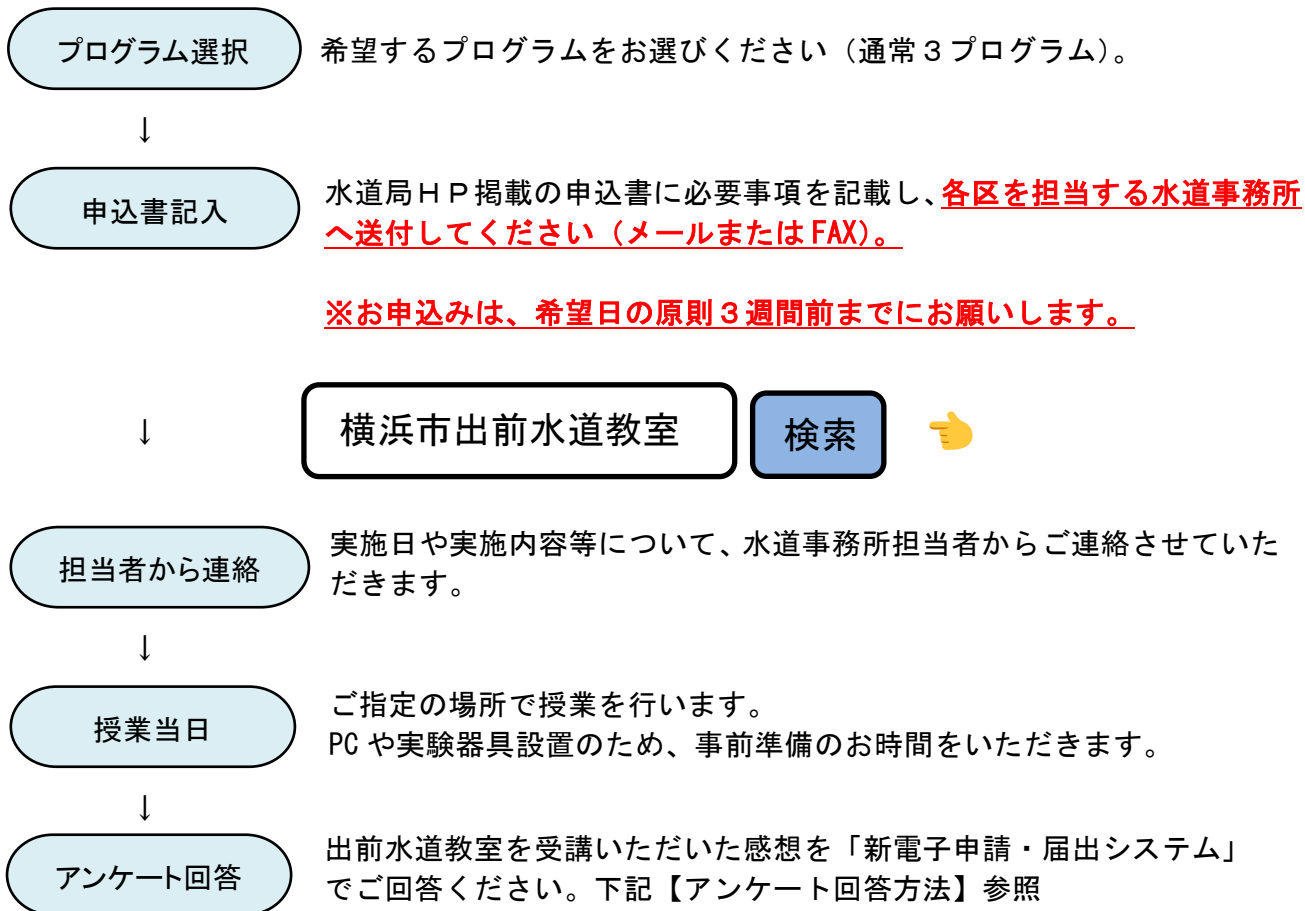 プログラム選択
希望するプログラムをお選びください（通常３プログラム）。
↓
申込書記入
水道局ＨＰ掲載の申込書に必要事項を記載し、各区を担当する水道事務所
へ送付してください（メールまたは FAX）。
※お申込みは、希望日の原則３週間前までにお願いします。
↓
横浜市出前水道教室
検索
担当者から連絡
実施日や実施内容等について、水道事務所担当者からご連絡させていた
だきます。
↓
授業当日
ご指定の場所で授業を行います。
PC や実験器具設置のため、事前準備のお時間をいただきます。
↓
アンケート回答
出前水道教室を受講いただいた感想を「新電子申請・届出システム」
でご回答ください。下記【アンケート回答方法】参照